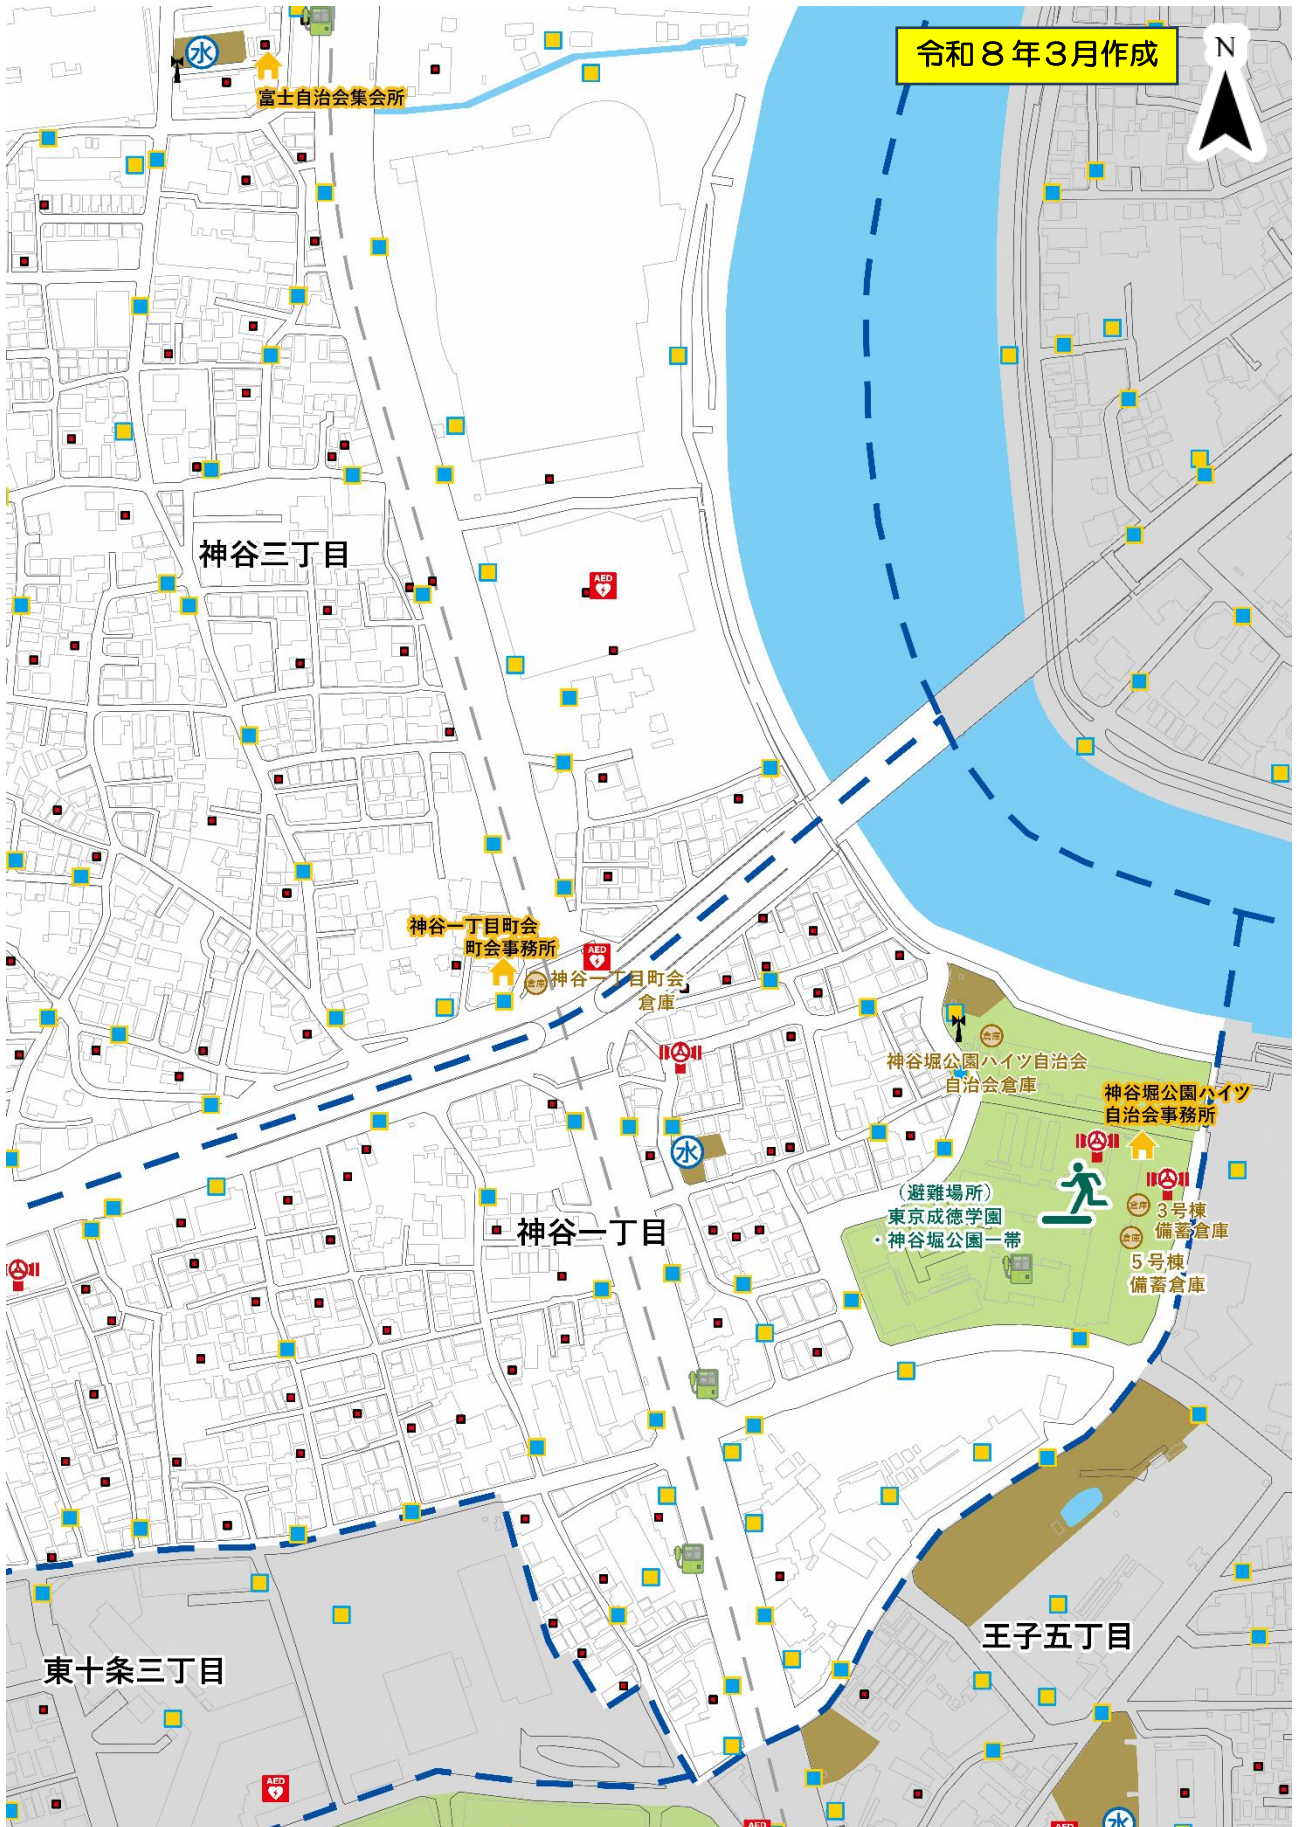 令和８年３月作成
N
水
富士自治会集会所
神谷三丁目
AED
神谷一丁目町会
町会事務所
AED
倉庫
神谷一丁目町会
倉庫
倉庫
神谷堀公園ハイツ自治会
自治会倉庫
神谷堀公園ハイツ
自治会事務所
水
（避難場所）
東京成徳学園
・神谷堀公園一帯
倉庫
３号棟
備蓄倉庫
倉庫
５号棟
備蓄倉庫
神谷一丁目
王子五丁目
東十条三丁目
AED
AED
AED
水